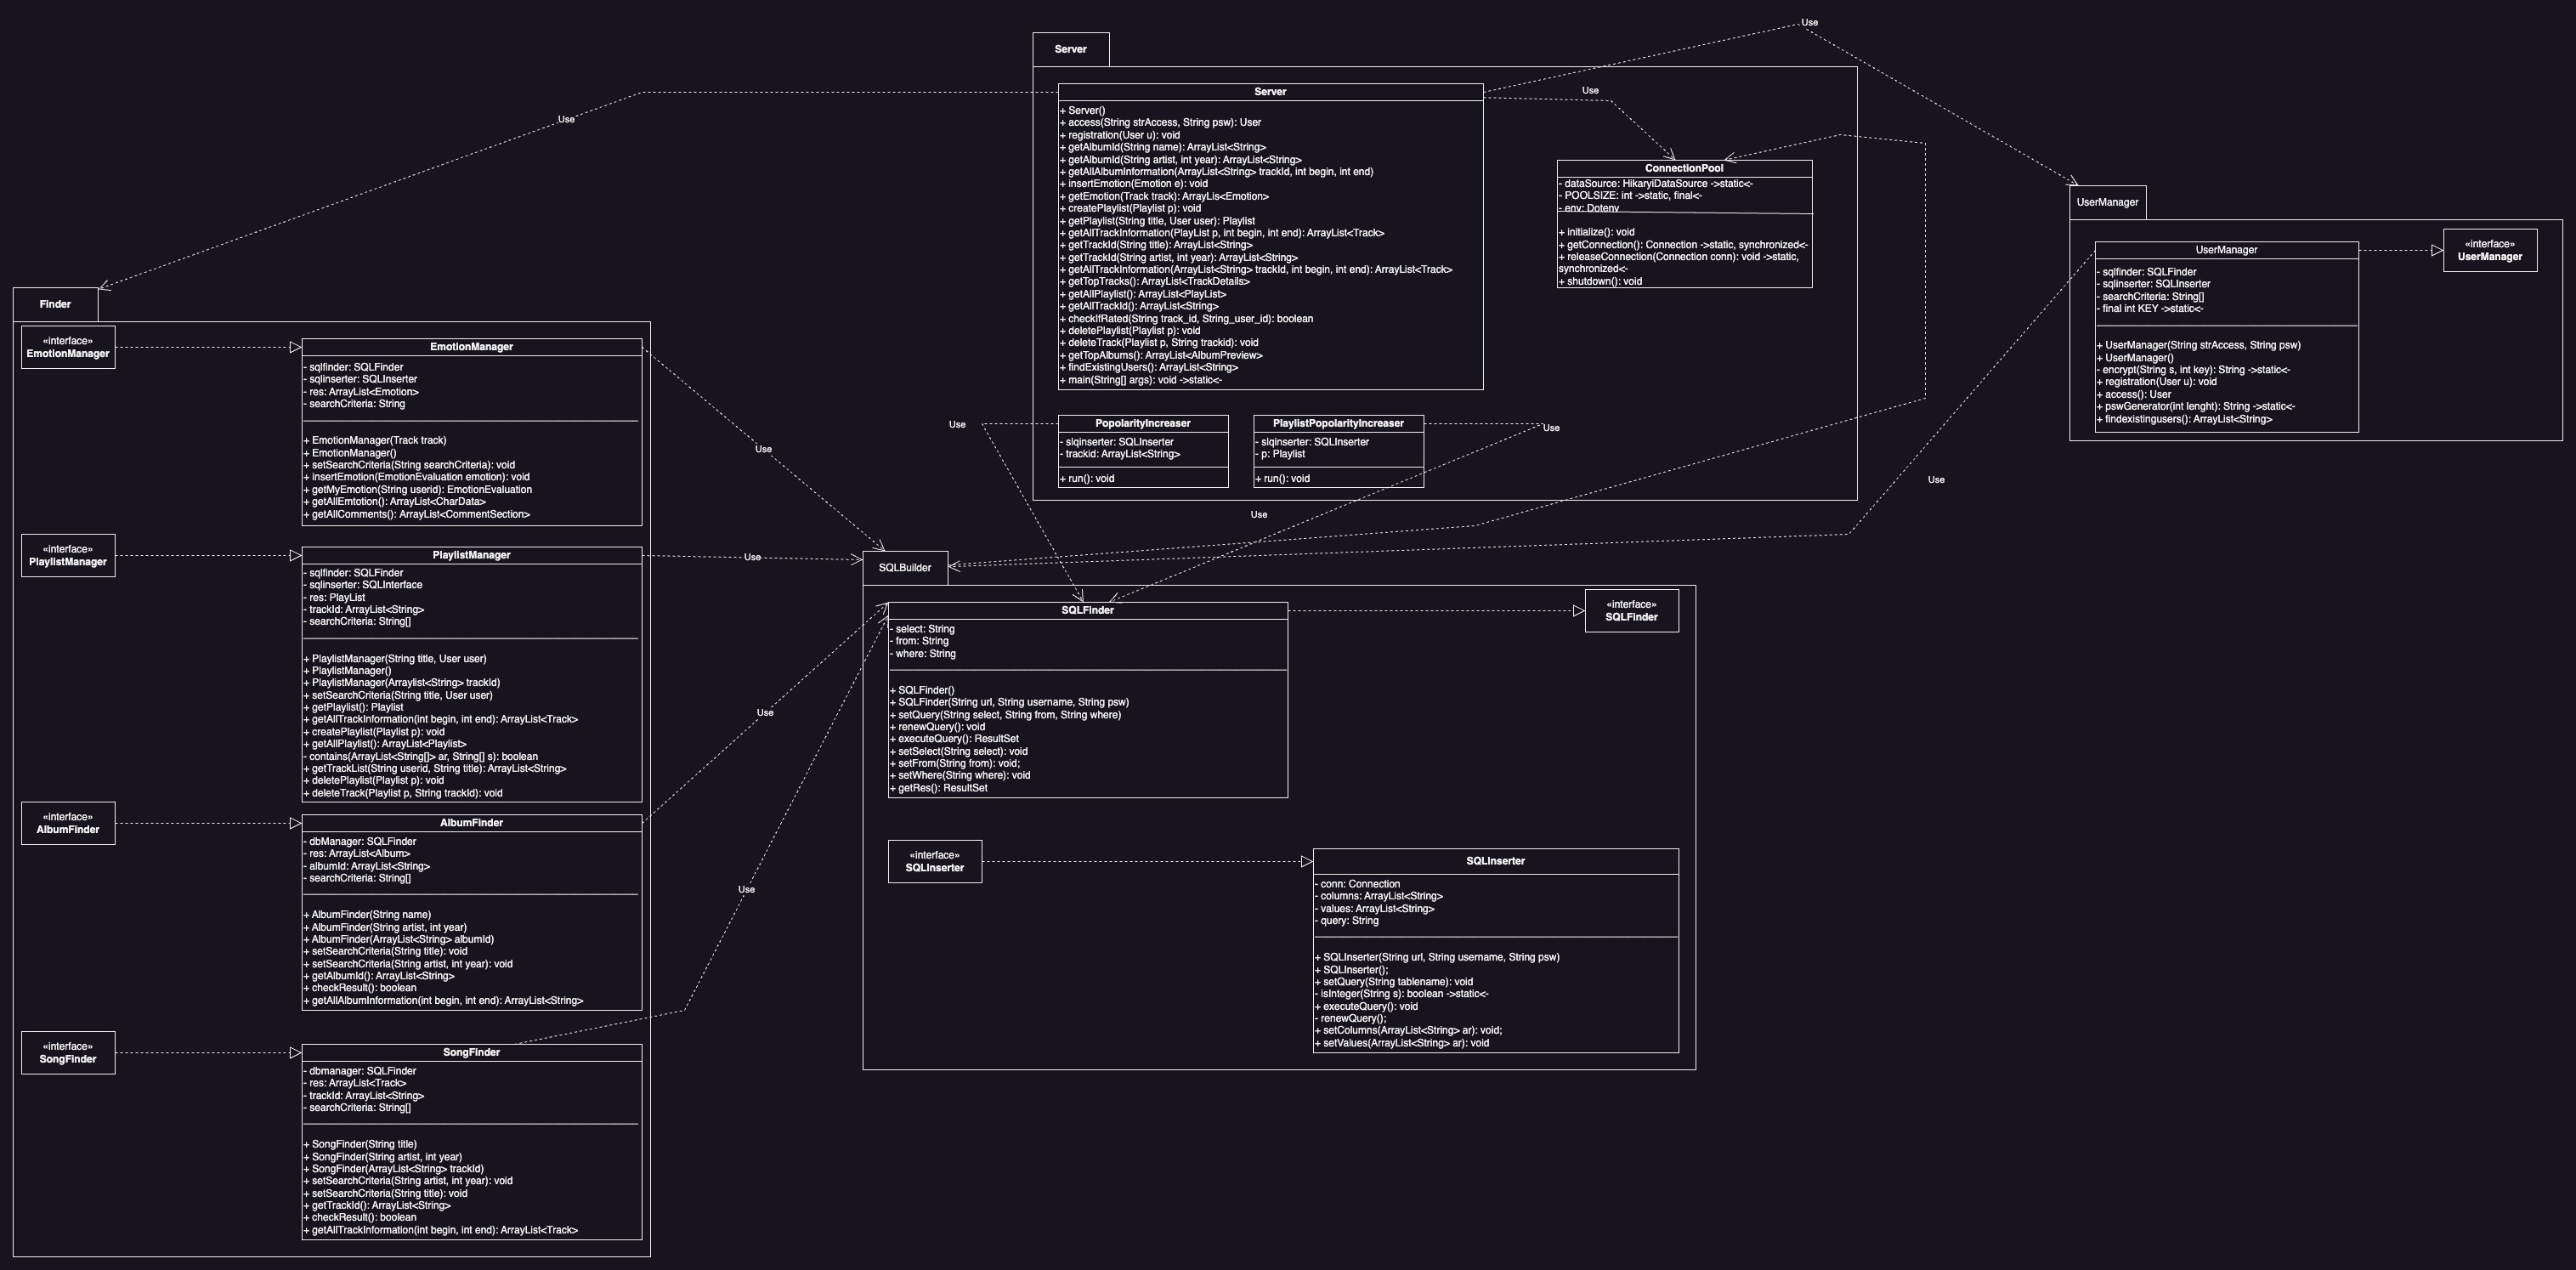 Use
Server
Server
+ Server()
+ access(String strAccess, String psw): User
+ registration(User u): void
+ getAlbumId(String name): ArrayList<String>
+ getAlbumId(String artist, int year): ArrayList<String>
+ getAllAlbumInformation(ArrayList<String> trackId, int begin, int end)
+ insertEmotion(Emotion e): void
+ getEmotion(Track track): ArrayLis<Emotion>
+ createPlaylist(Playlist p): void
+ getPlaylist(String title, User user): Playlist
+ getAllTrackInformation(PlayList p, int begin, int end): ArrayList<Track>
+ getTrackId(String title): ArrayList<String>
+ getTrackId(String artist, int year): ArrayList<String>
+ getAllTrackInformation(ArrayList<String> trackId, int begin, int end): ArrayList<Track>
+ getTopTracks(): ArrayList<TrackDetails>
+ getAllPlaylist(): ArrayList<PlayList>
+ getAllTrackId(): ArrayList<String>
+ checkIfRated(String track_id, String_user_id): boolean
+ deletePlaylist(Playlist p): void
+ deleteTrack(Playlist p, String trackid): void
+ getTopAlbums(): ArrayList<AlbumPreview>
+ findExistingUsers(): ArrayList<String>
+ main(String[] args): void ->static<-
Use
Use
ConnectionPool
- dataSource: HikaryiDataSource ->static<-
- POOLSIZE: int ->static, final<-
- env: Dotenv
+ initialize(): void
+ getConnection(): Connection ->static, synchronized<-
+ releaseConnection(Connection conn): void ->static,
synchronized<-
+ shutdown(): void
UserManager
UserManager
- sqlfinder: SQLFinder
- sqlinserter: SQLInserter
- searchCriteria: String[]
- final int KEY ->static<-
+ UserManager(String strAccess, String psw)
+ UserManager()
- encrypt(String s, int key): String ->static<-
+ registration(User u): void
+ access(): User
+ pswGenerator(int lenght): String ->static<-
+ findexistingusers(): ArrayList<String>
«interface»
UserManager
Use
PopolarityIncreaser
- slqinserter: SQLInserter
- trackid: ArrayList<String>
+ run(): void
PlaylistPopolarityIncreaser
- slqinserter: SQLInserter
- p: Playlist
+ run(): void
Use
Use
Use
Finder
«interface»
EmotionManager
EmotionManager
- sqlfinder: SQLFinder
- sqlinserter: SQLInserter
- res: ArrayList<Emotion>
- searchCriteria: String
+ EmotionManager(Track track)
+ EmotionManager()
+ setSearchCriteria(String searchCriteria): void
+ insertEmotion(EmotionEvaluation emotion): void
+ getMyEmotion(String userid): EmotionEvaluation
+ getAllEmtotion(): ArrayList<CharData>
+ getAllComments(): ArrayList<CommentSection>
Use
«interface»
PlaylistManager
PlaylistManager
- sqlfinder: SQLFinder
- sqlinserter: SQLInterface
- res: PlayList
- trackId: ArrayList<String>
- searchCriteria: String[]
+ PlaylistManager(String title, User user)
+ PlaylistManager()
+ PlaylistManager(Arraylist<String> trackId)
+ setSearchCriteria(String title, User user)
+ getPlaylist(): Playlist
+ getAllTrackInformation(int begin, int end): ArrayList<Track>
+ createPlaylist(Playlist p): void
+ getAllPlaylist(): ArrayList<Playlist>
- contains(ArrayList<String[]> ar, String[] s): boolean
+ getTrackList(String userid, String title): ArrayList<String>
+ deletePlaylist(Playlist p): void
+ deleteTrack(Playlist p, String trackId): void
Use
«interface»
AlbumFinder
AlbumFinder
- dbManager: SQLFinder
- res: ArrayList<Album>
- albumId: ArrayList<String>
- searchCriteria: String[]
+ AlbumFinder(String name)
+ AlbumFinder(String artist, int year)
+ AlbumFinder(ArrayList<String> albumId)
+ setSearchCriteria(String title): void
+ setSearchCriteria(String artist, int year): void
+ getAlbumId(): ArrayList<String>
+ checkResult(): boolean
+ getAllAlbumInformation(int begin, int end): ArrayList<String>
Use
«interface»
SongFinder
SongFinder
- dbmanager: SQLFinder
- res: ArrayList<Track>
- trackId: ArrayList<String>
- searchCriteria: String[]
+ SongFinder(String title)
+ SongFinder(String artist, int year)
+ SongFinder(ArrayList<String> trackId)
+ setSearchCriteria(String artist, int year): void
+ setSearchCriteria(String title): void
+ getTrackId(): ArrayList<String>
+ checkResult(): boolean
+ getAllTrackInformation(int begin, int end): ArrayList<Track>
Use
SQLBuilder
SQLFinder
- select: String
- from: String
- where: String
+ SQLFinder()
+ SQLFinder(String url, String username, String psw)
+ setQuery(String select, String from, String where)
+ renewQuery(): void
+ executeQuery(): ResultSet
+ setSelect(String select): void
+ setFrom(String from): void;
+ setWhere(String where): void
+ getRes(): ResultSet
«interface»
SQLFinder
«interface»
SQLInserter
SQLInserter
- conn: Connection
- columns: ArrayList<String>
- values: ArrayList<String>
- query: String
+ SQLInserter(String url, String username, String psw)
+ SQLInserter();
+ setQuery(String tablename): void
- isInteger(String s): boolean ->static<-
+ executeQuery(): void
- renewQuery();
+ setColumns(ArrayList<String> ar): void;
+ setValues(ArrayList<String> ar): void